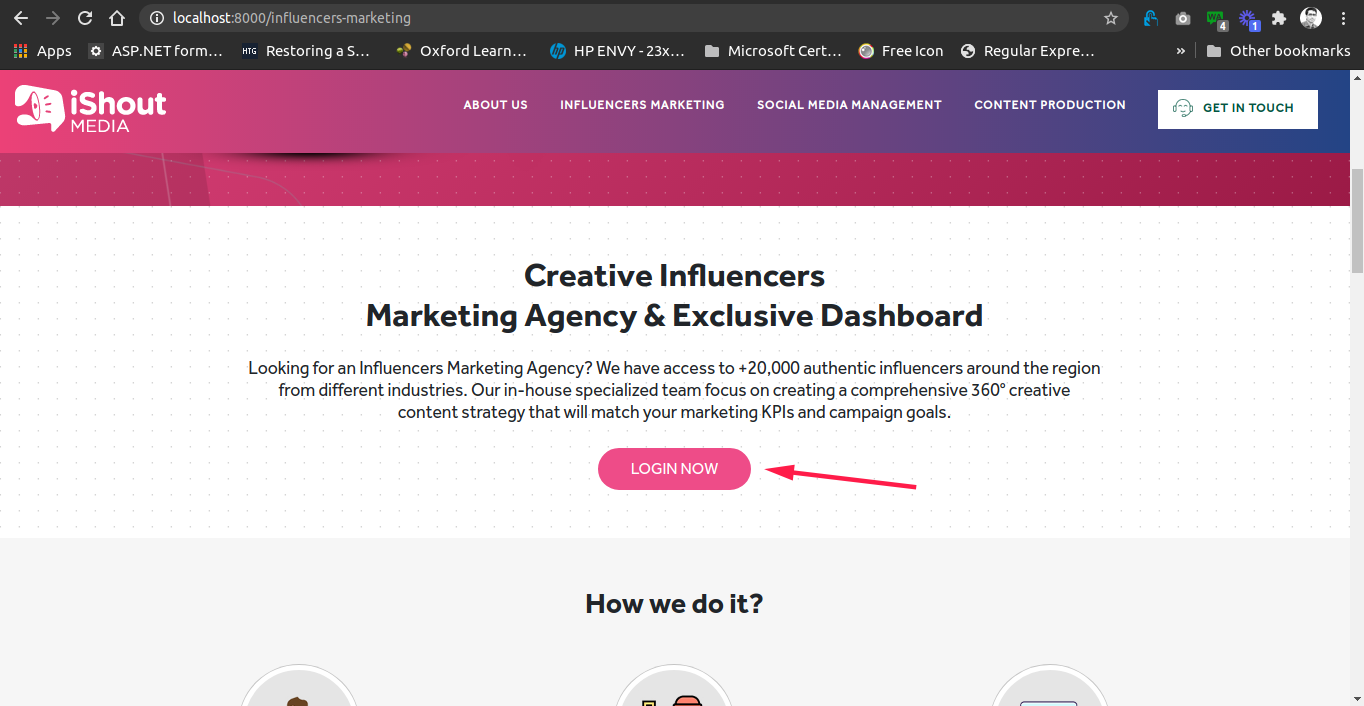 localhost:8000/influencers-marketing
4
1
Apps
ASP.NET form...
HTG
Restoring a S...
Oxford Learn...
hp
HP ENVY - 23x...
Microsoft Cert...
Free Icon
Regular Expre...
»
Other bookmarks
iShout
MEDIA
ABOUT US
INFLUENCERS MARKETING
SOCIAL MEDIA MANAGEMENT
CONTENT PRODUCTION
GET IN TOUCH
Creative Influencers
Marketing Agency & Exclusive Dashboard
Looking for an Influencers Marketing Agency? We have access to +20,000 authentic influencers around the region
from different industries. Our in-house specialized team focus on creating a comprehensive 360° creative
content strategy that will match your marketing KPIs and campaign goals.
LOGIN NOW
How we do it?